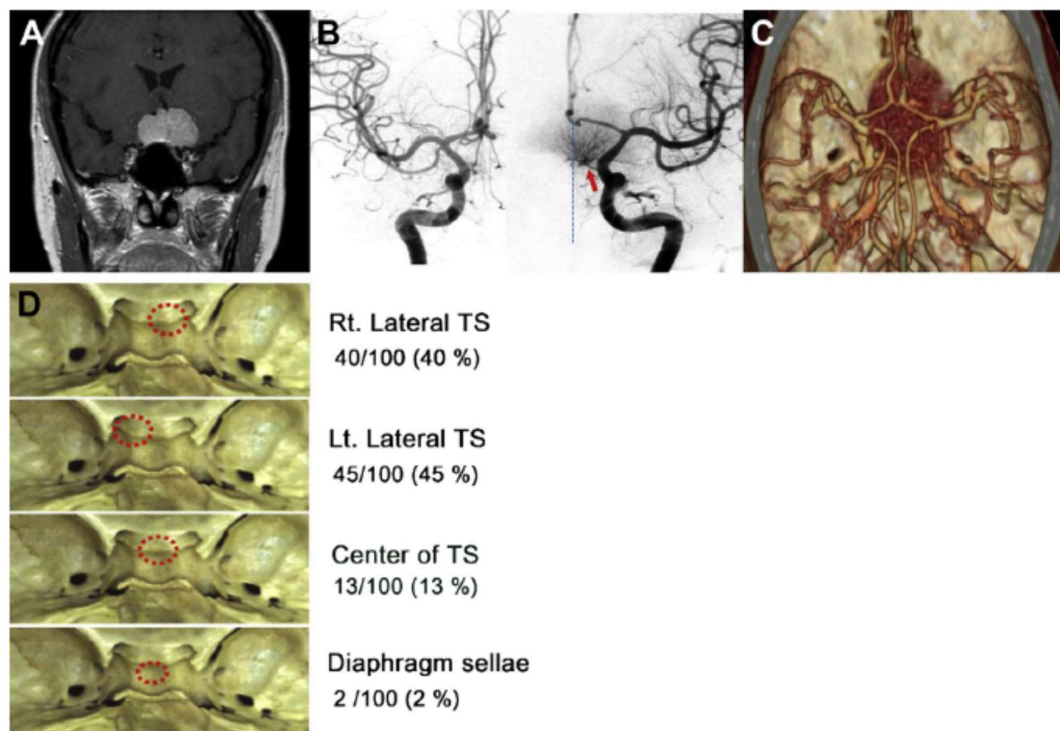 A
B
C
D
Rt. Lateral TS
40/100 (40 %)
Lt. Lateral TS
45/100 (45 %)
Center of TS
13/100 (13 %)
Diaphragm sellae
2 /100 (2 %)